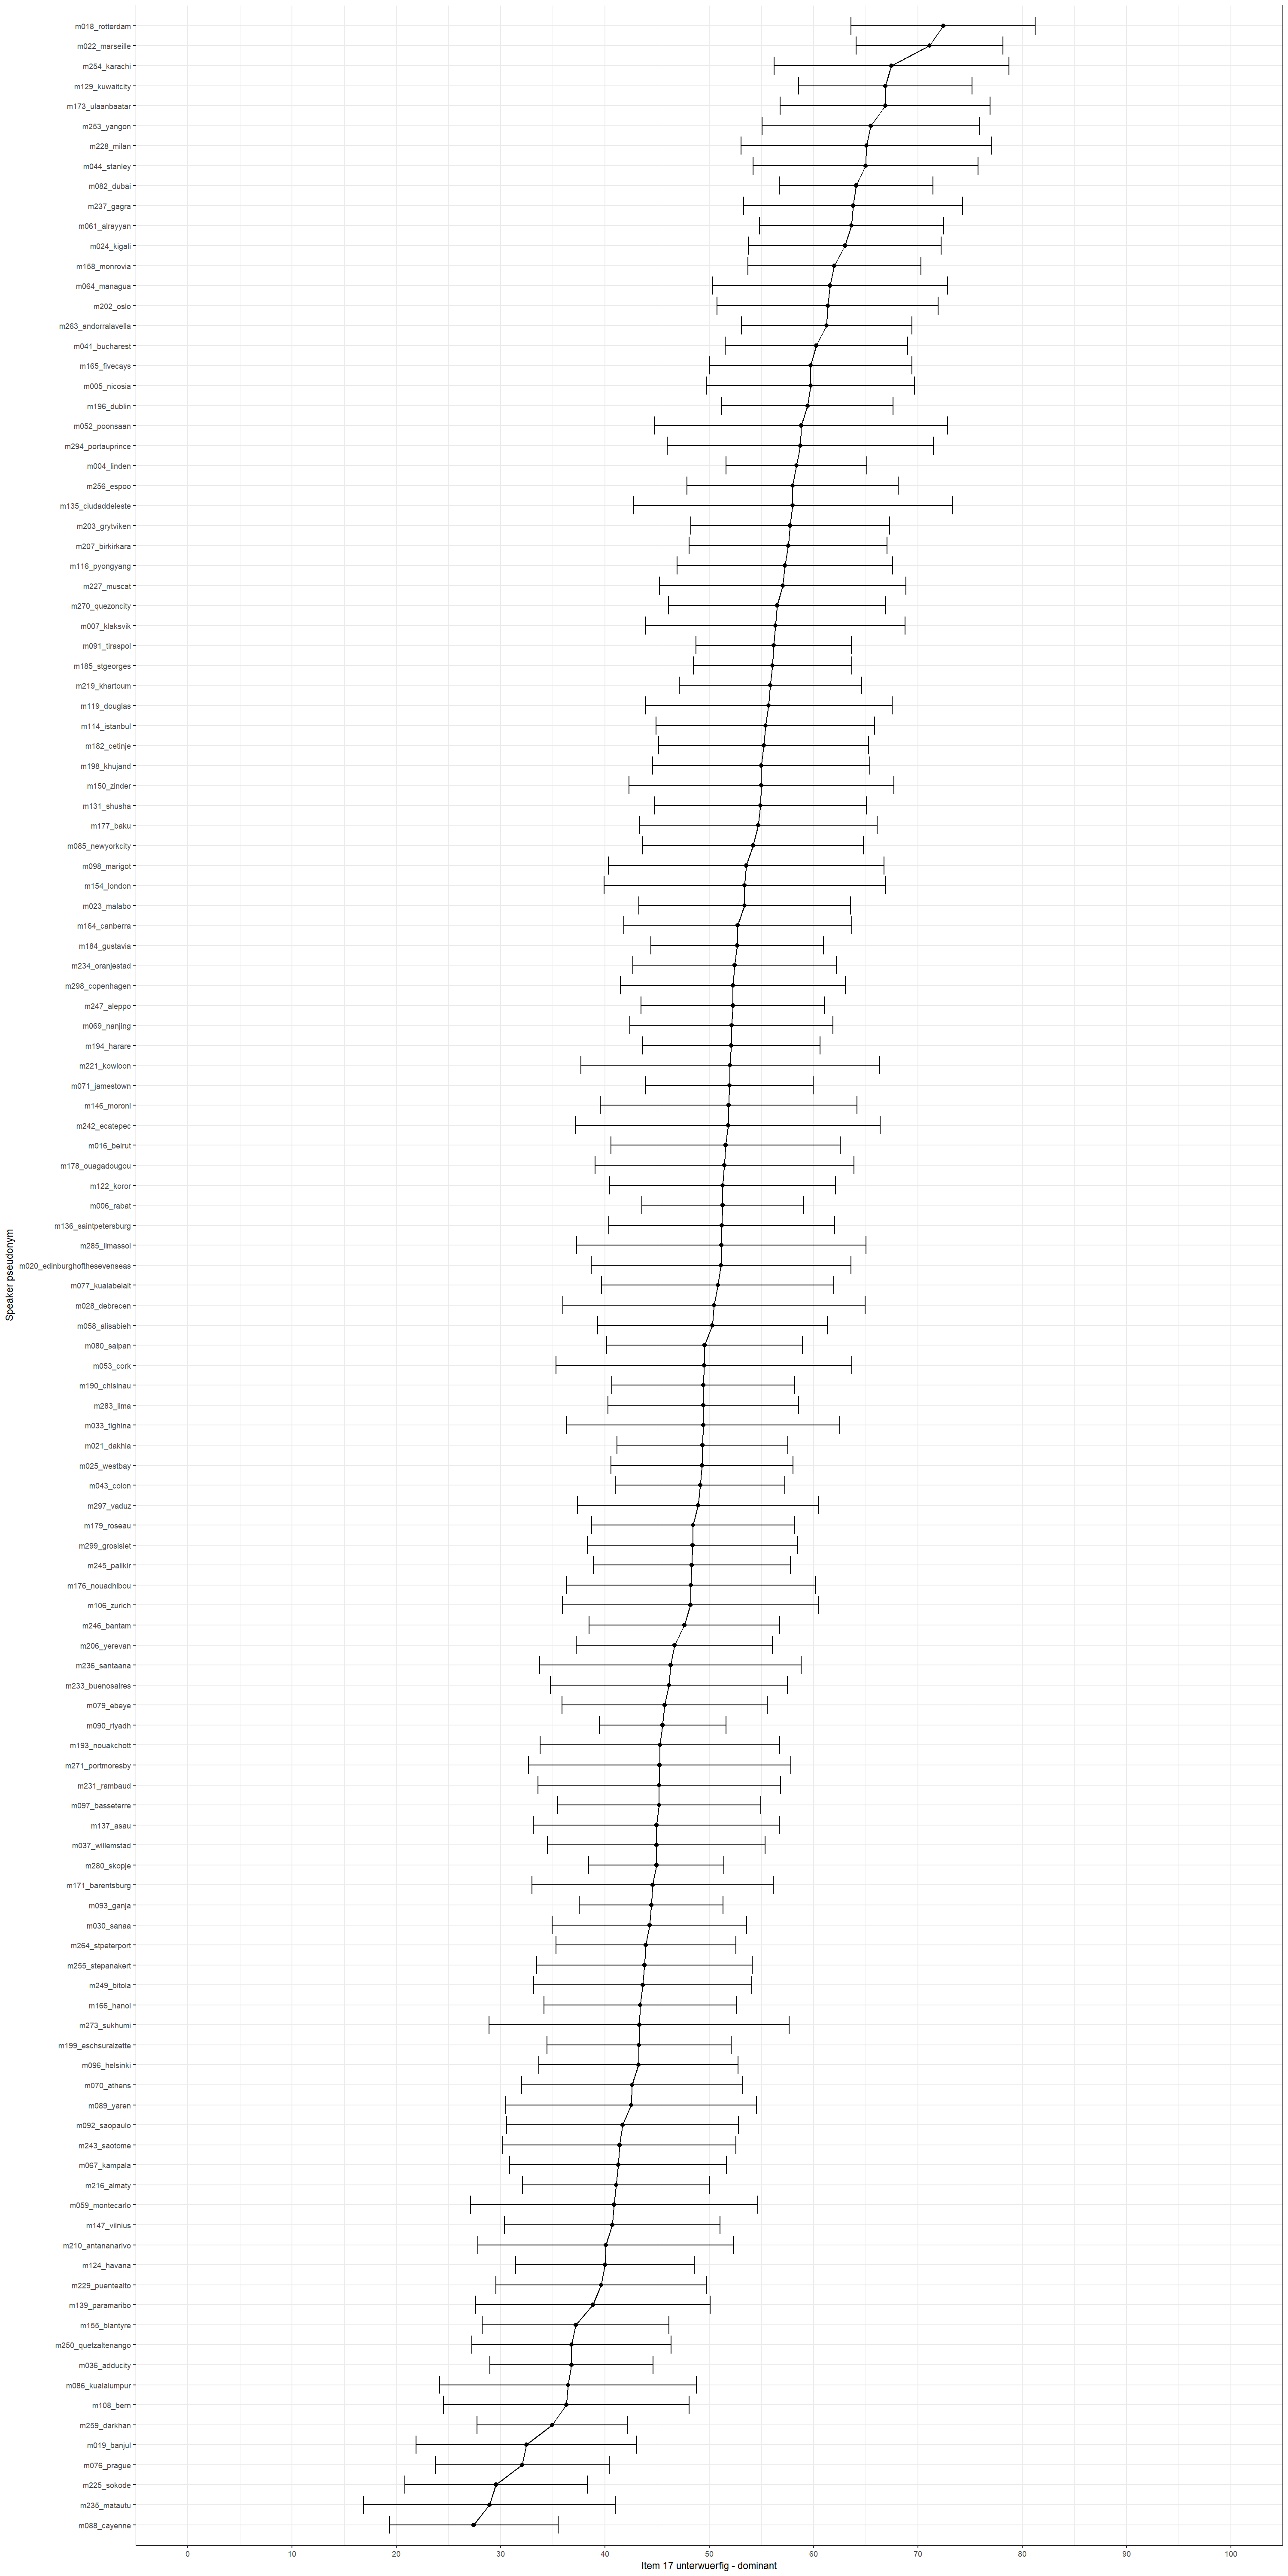 m018_rotterdam
m022_marseille
m254_karachi
m129_kuwaitcity
m173_ulaanbaatar
m253_yangon
m228_milan
m044_stanley
m082_dubai
m237_gagra
m061_alrayyan
m024_kigali
m158_monrovia
m064_managua
m202_oslo
m263_andorralavella
m041_bucharest
m165_fivecays
m005_nicosia
m196_dublin
m052_poonsaan
m294_portauprince
m004_linden
m256_espoo
m135_ciudaddeleste
m203_grytviken
m207_birkirkara
m116_pyongyang
m227_muscat
m270_quezoncity
m007_klaksvik
m091_tiraspol
m185_stgeorges
m219_khartoum
m119_douglas
m114_istanbul
m182_cetinje
m198_khujand
m150_zinder
m131_shusha
m177_baku
m085_newyorkcity
m098_marigot
m154_london
m023_malabo
m164_canberra
m184_gustavia
m234_oranjestad
m298_copenhagen
m247_aleppo
m069_nanjing
m194_harare
m221_kowloon
m071_jamestown
m146_moroni
m242_ecatepec
m016_beirut
m178_ouagadougou
m122_koror
m006_rabat
m136_saintpetersburg
m285_limassol
m020_edinburghofthesevenseas
m077_kualabelait
m028_debrecen
m058_alisabieh
m080_saipan
m053_cork
m190_chisinau
m283_lima
m033_tighina
m021_dakhla
m025_westbay
m043_colon
m297_vaduz
m179_roseau
m299_grosislet
m245_palikir
m176_nouadhibou
m106_zurich
m246_bantam
m206_yerevan
m236_santaana
m233_buenosaires
m079_ebeye
m090_riyadh
m193_nouakchott
m271_portmoresby
m231_rambaud
m097_basseterre
m137_asau
m037_willemstad
m280_skopje
m171_barentsburg
m093_ganja
m030_sanaa
m264_stpeterport
m255_stepanakert
m249_bitola
m166_hanoi
m273_sukhumi
m199_eschsuralzette
m096_helsinki
m070_athens
m089_yaren
m092_saopaulo
m243_saotome
m067_kampala
m216_almaty
m059_montecarlo
m147_vilnius
m210_antananarivo
m124_havana
m229_puentealto
m139_paramaribo
m155_blantyre
m250_quetzaltenango
m036_adducity
m086_kualalumpur
m108_bern
m259_darkhan
m019_banjul
m076_prague
m225_sokode
m235_matautu
m088_cayenne
Speaker pseudonym
0 10 20 30 40 50 60 70 80 90 100
Item 17 unterwuerfig - dominant